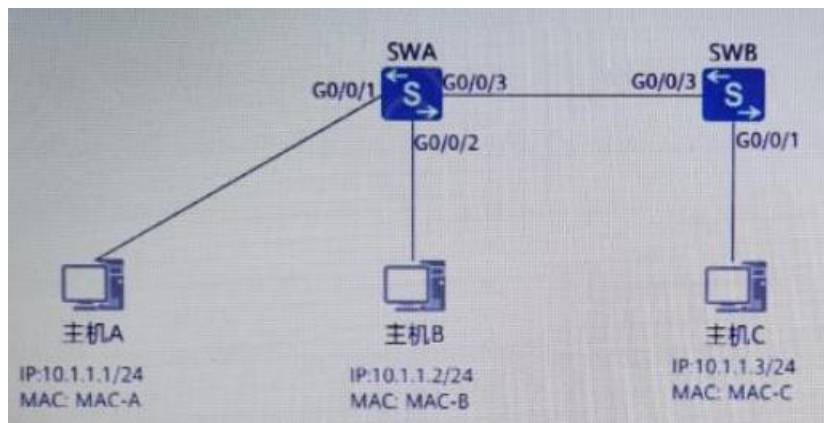 SWA
SWB
G0/0/1
G0/0/3
G0/0/3
S
S
G0/0/2
G0/0/1
主机A
主机B
主机C
IP:10.1.1.1/24
MAC: MAC-A
IP:10.1.1.2/24
MAC: MAC-B
IP:10.1.1.3/24
MAC: MAC-C